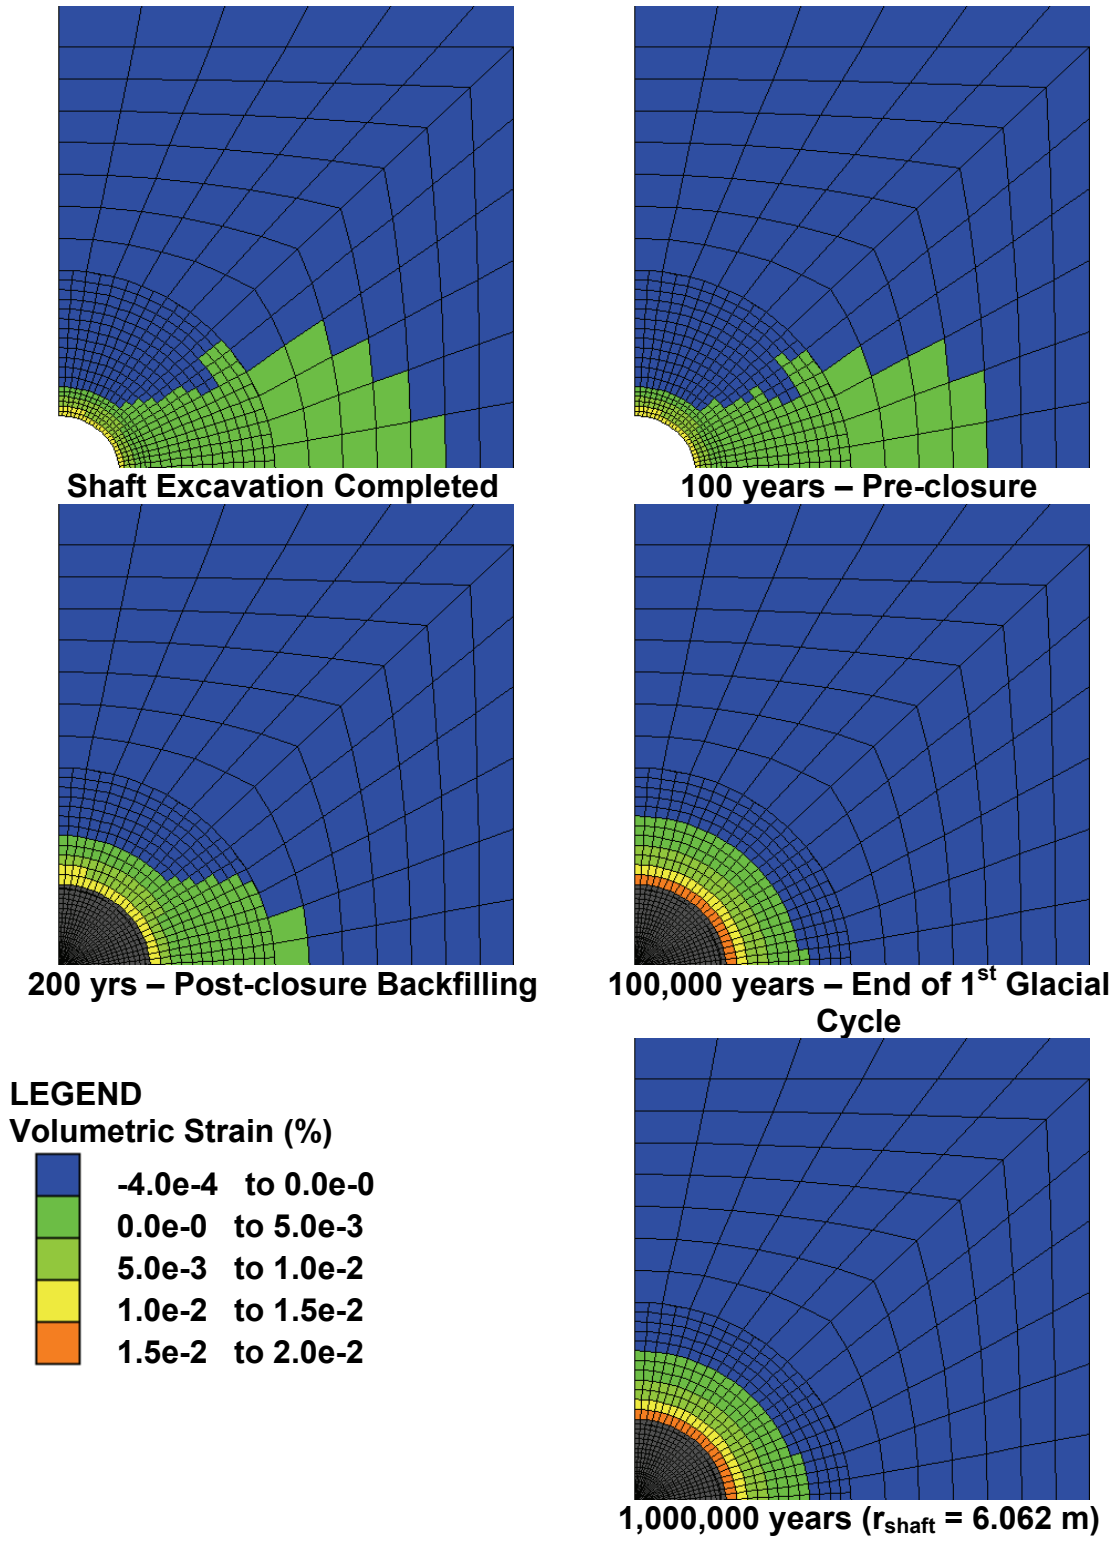 Shaft Excavation Completed
100 years – Pre-closure
200 yrs – Post-closure Backfilling
100,000 years – End of 1st Glacial
Cycle
LEGEND
Volumetric Strain (%)
-4.0e-4 to 0.0e-0
0.0e-0 to 5.0e-3
5.0e-3 to 1.0e-2
1.0e-2 to 1.5e-2
1.5e-2 to 2.0e-2
1,000,000 years (rshaft = 6.062 m)